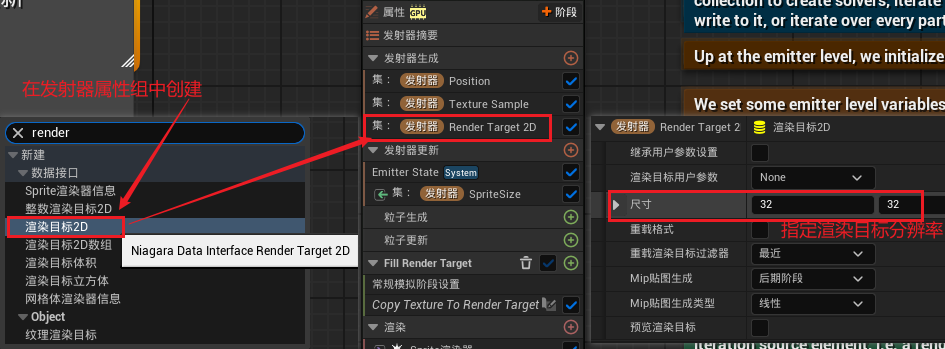 新
在发射器属性组中创建
render
新建
数据接口
Sprite渲染器信息
整数渲染目标2D
渲染目标2D
渲染目标2D数组
渲染目标体积
渲染目标立方体
网格体渲染器信息
Object
纹理渲染目标
Niagara Data Interface Render Target 2D
属性 GPU 阶段
发射器摘要
发射器生成
集： 发射器 Position
集： 发射器 Texture Sample
集： 发射器 Render Target 2D
发射器更新
Emitter State System
集： 发射器 SpriteSize
粒子生成
粒子更新
Fill Render Target
常规模拟阶段设置
Copy Texture To Render Target
渲染
collection to create solvers, iterate
write to it, or iterate over every part
Up at the emitter level, we initialize
We set some emitter level variables
发射器 Render Target 2 渲染目标2D
继承用户参数设置
渲染目标用户参数 None
尺寸 32 32
指定渲染目标分辨率
重载格式
重载渲染目标过滤器 最近
Mip贴图生成 后期阶段
Mip贴图生成类型 线性
预览渲染目标